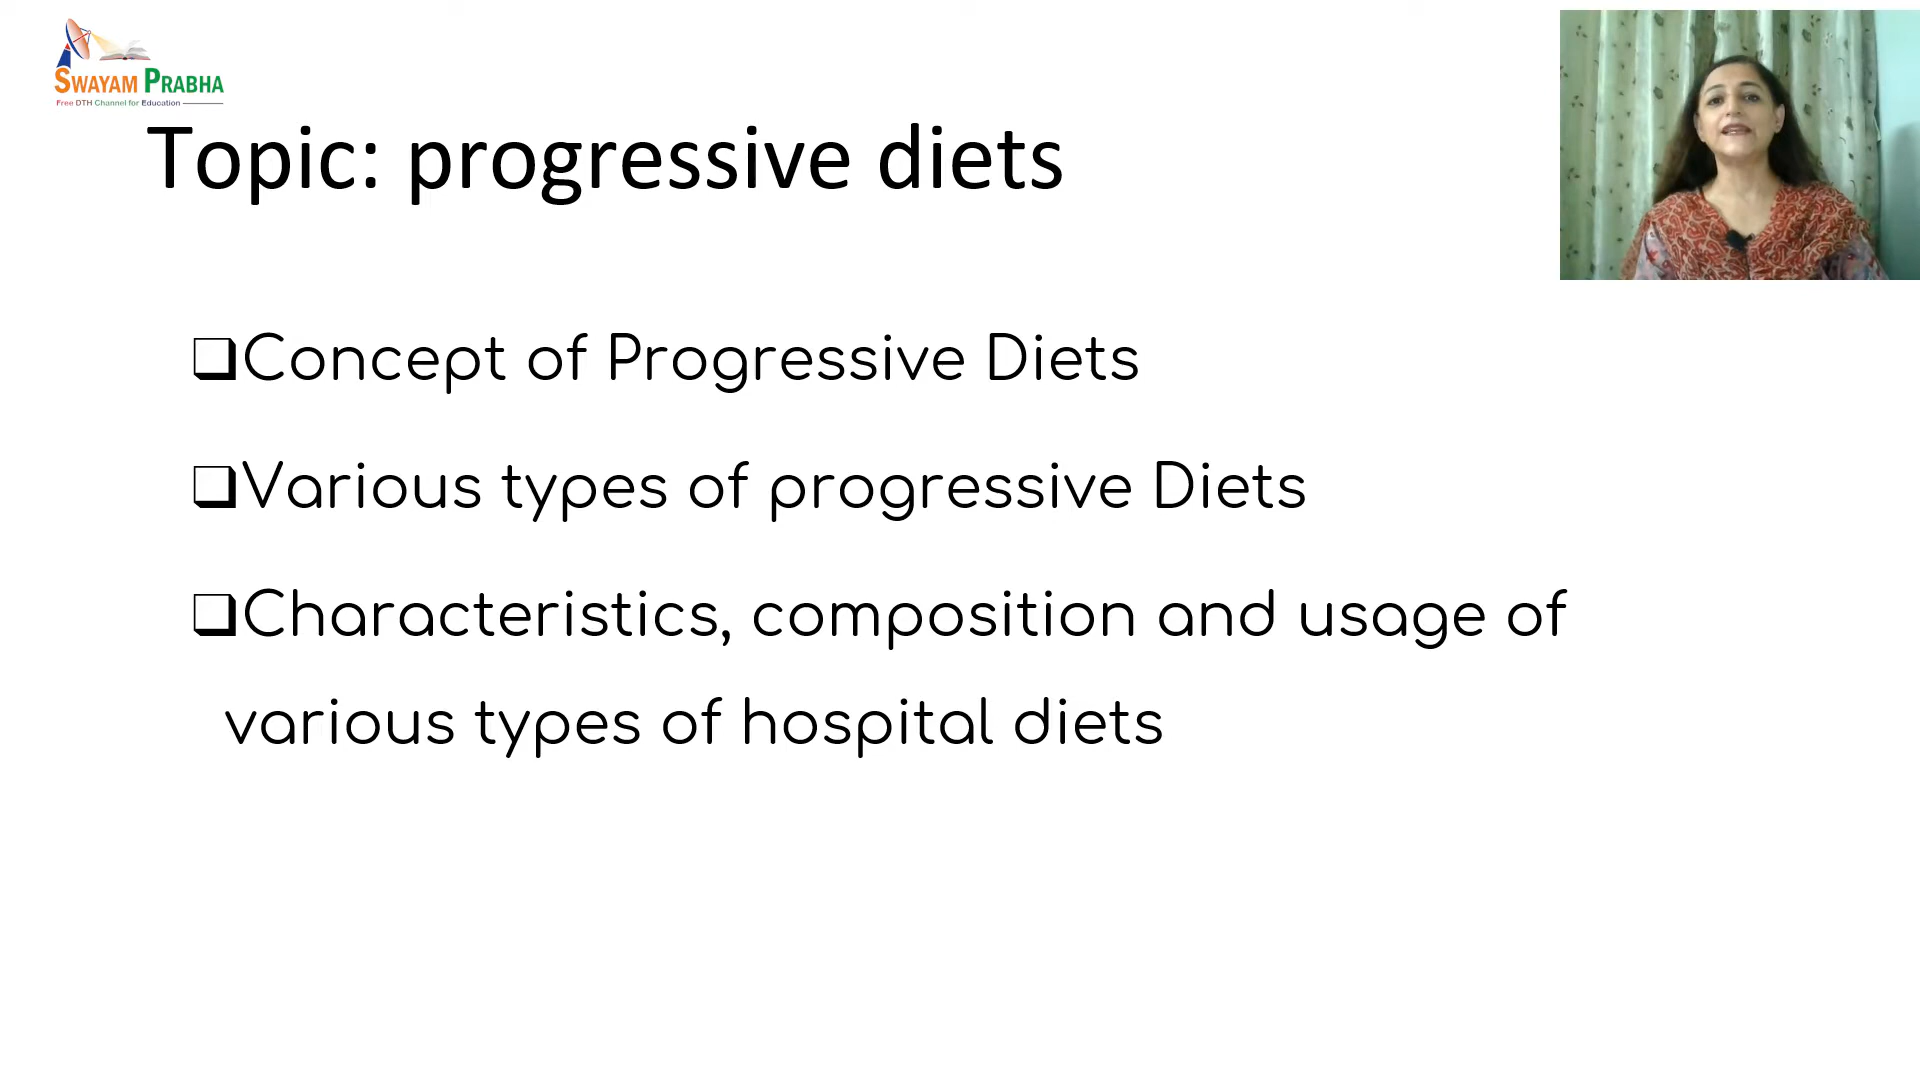 SWAYAM PRABHA
Free DTH Channel for Education
Topic: progressive diets
❑Concept of Progressive Diets
❑Various types of progressive Diets
❑Characteristics, composition and usage of
various types of hospital diets